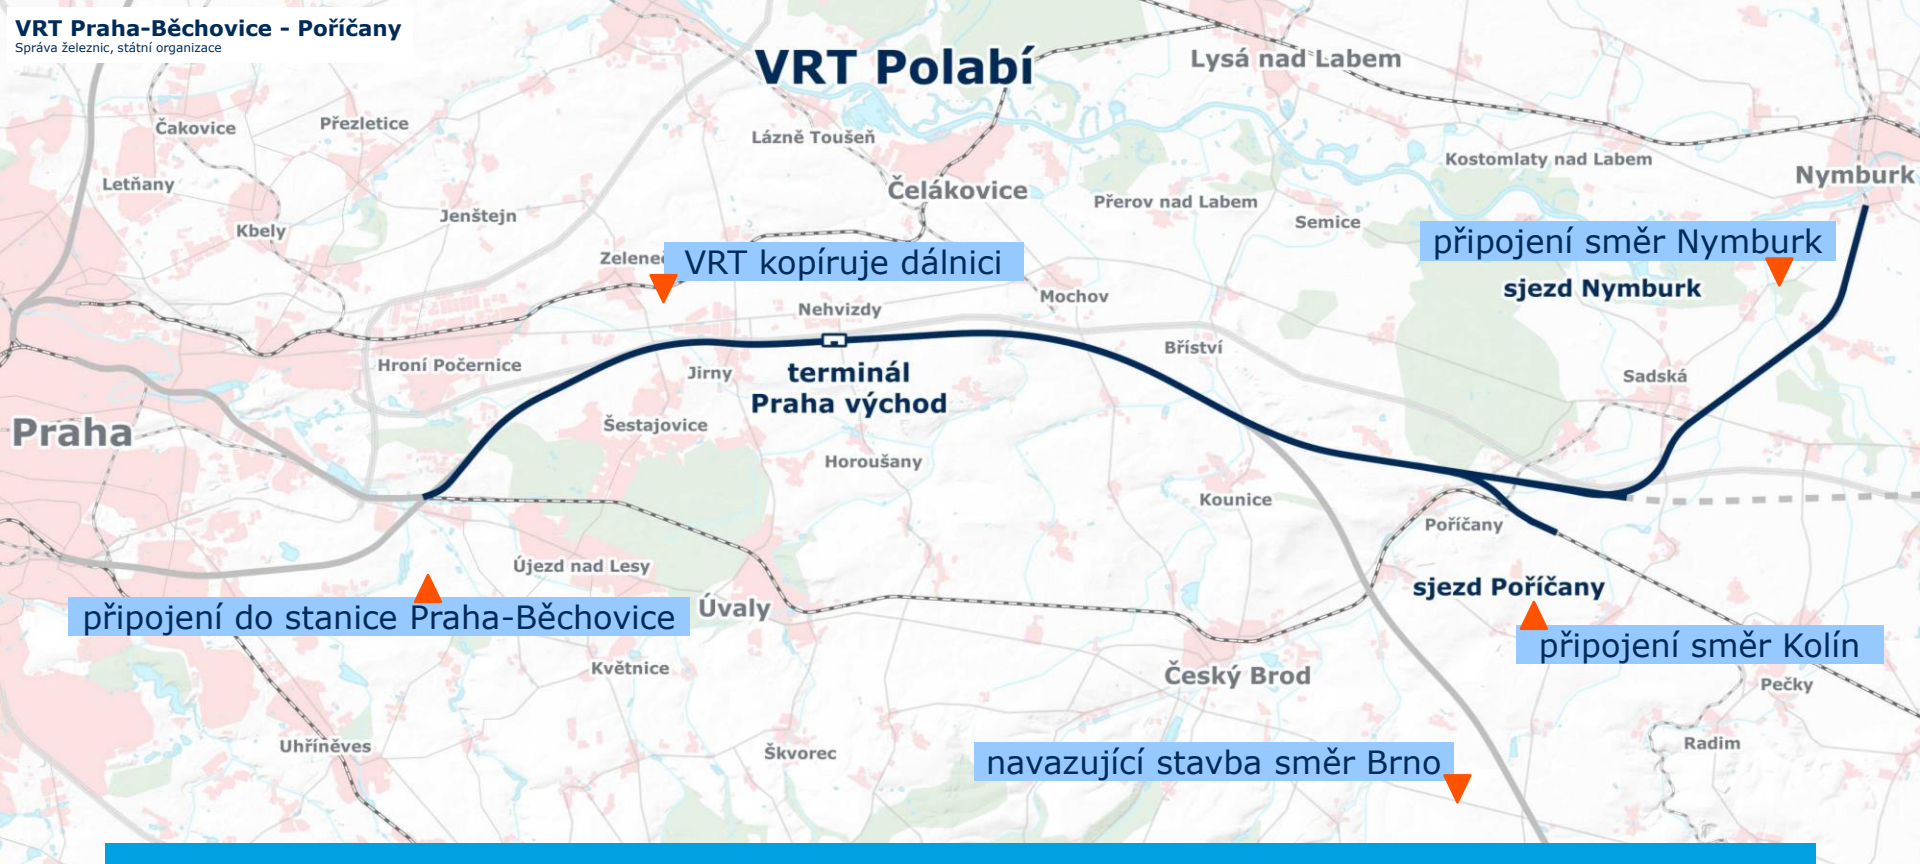 VRT Praha-Běchovice - Poříčany
Správa železnic, státní organizace
VRT Polabí
Lysá nad Labem
Čakovice
Přezletice
Lázně Toušeň
Kostomlaty nad Labem
Letňany
Čelákovice
Nymburk
Jenštejn
Přerov nad Labem
Semice
Kbely
připojení směr Nymburk
Zeleneč
VRT kopíruje dálnici
sjezd Nymburk
Nehvizdy
Mochov
Bříství
Hroní Počernice
Jirny
terminál
Praha východ
Sadská
Praha
Šestajovice
Horoušany
Kounice
Poříčany
Újezd nad Lesy
sjezd Poříčany
připojení do stanice Praha-Běchovice
Úvaly
připojení směr Kolín
Květnice
Český Brod
Pečky
Uhříněves
Škvorec
Radim
navazující stavba směr Brno